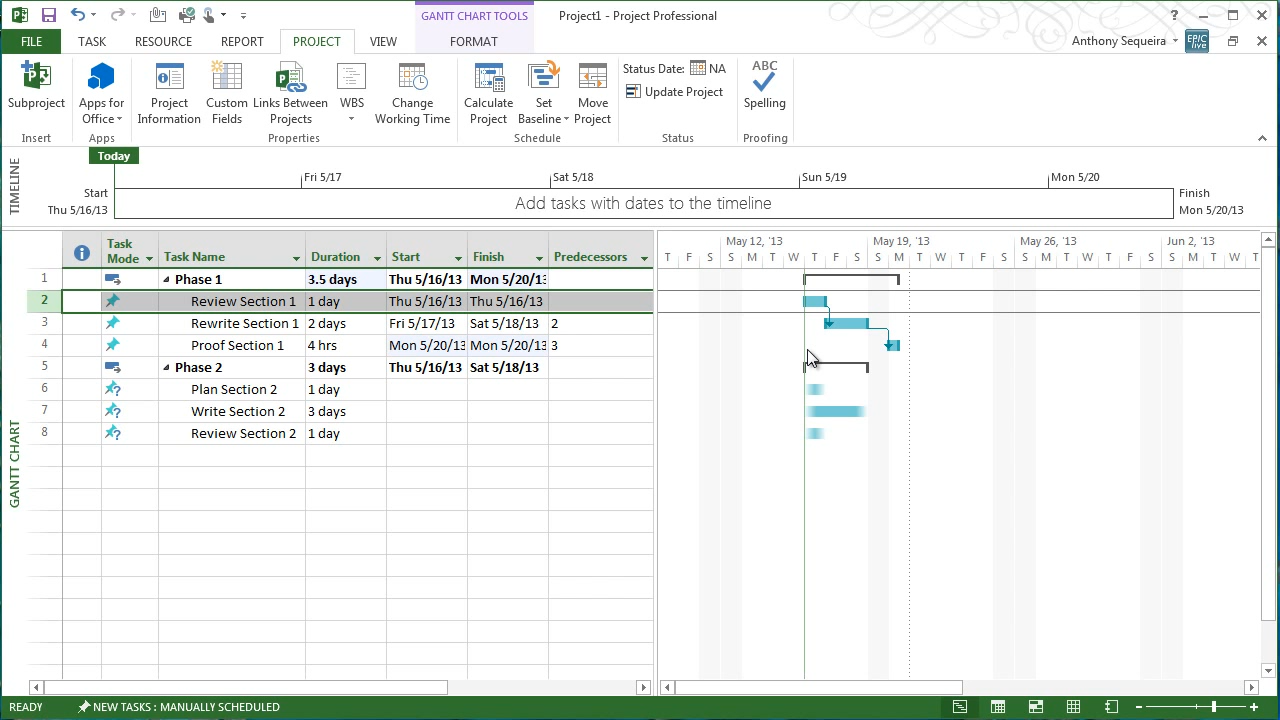 GANTT CHART TOOLS
Project1 - Project Professional
?
FILE
TASK
RESOURCE
REPORT
PROJECT
VIEW
FORMAT
Anthony Sequeira
EPIC
live
Subproject
Apps for
Office
Project
Information
Custom
Fields
Links Between
Projects
WBS
Change
Working Time
Calculate
Project
Set
Baseline
Move
Project
Status Date: NA
Update Project
ABC
Spelling
Insert
Apps
Properties
Schedule
Status
Proofing
TIMELINE
Today
Start
Thu 5/16/13
Fri 5/17
Sat 5/18
Sun 5/19
Mon 5/20
Add tasks with dates to the timeline
Finish
Mon 5/20/13
GANTT CHART
Task Mode Task Name Duration Start Finish Predecessors
1 Phase 1 3.5 days Thu 5/16/13 Mon 5/20/13
2 Review Section 1 1 day Thu 5/16/13 Thu 5/16/13
3 Rewrite Section 1 2 days Fri 5/17/13 Sat 5/18/13 2
4 Proof Section 1 4 hrs Mon 5/20/13 Mon 5/20/13 3
5 Phase 2 3 days Thu 5/16/13 Sat 5/18/13
6 Plan Section 2 1 day
7 Write Section 2 3 days
8 Review Section 2 1 day
May 12, '13 May 19, '13 May 26, '13 Jun 2, '13
T F S S M T W T F S S M T W T F S S M T W T F S S M T W T
READY
NEW TASKS : MANUALLY SCHEDULED